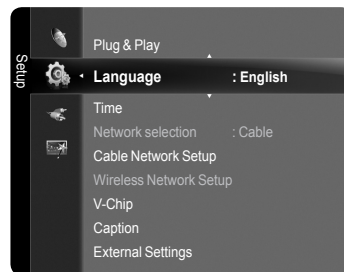 Setup
Plug & Play
Language : English
Time
Network selection : Cable
Cable Network Setup
Wireless Network Setup
V-Chip
Caption
External Settings